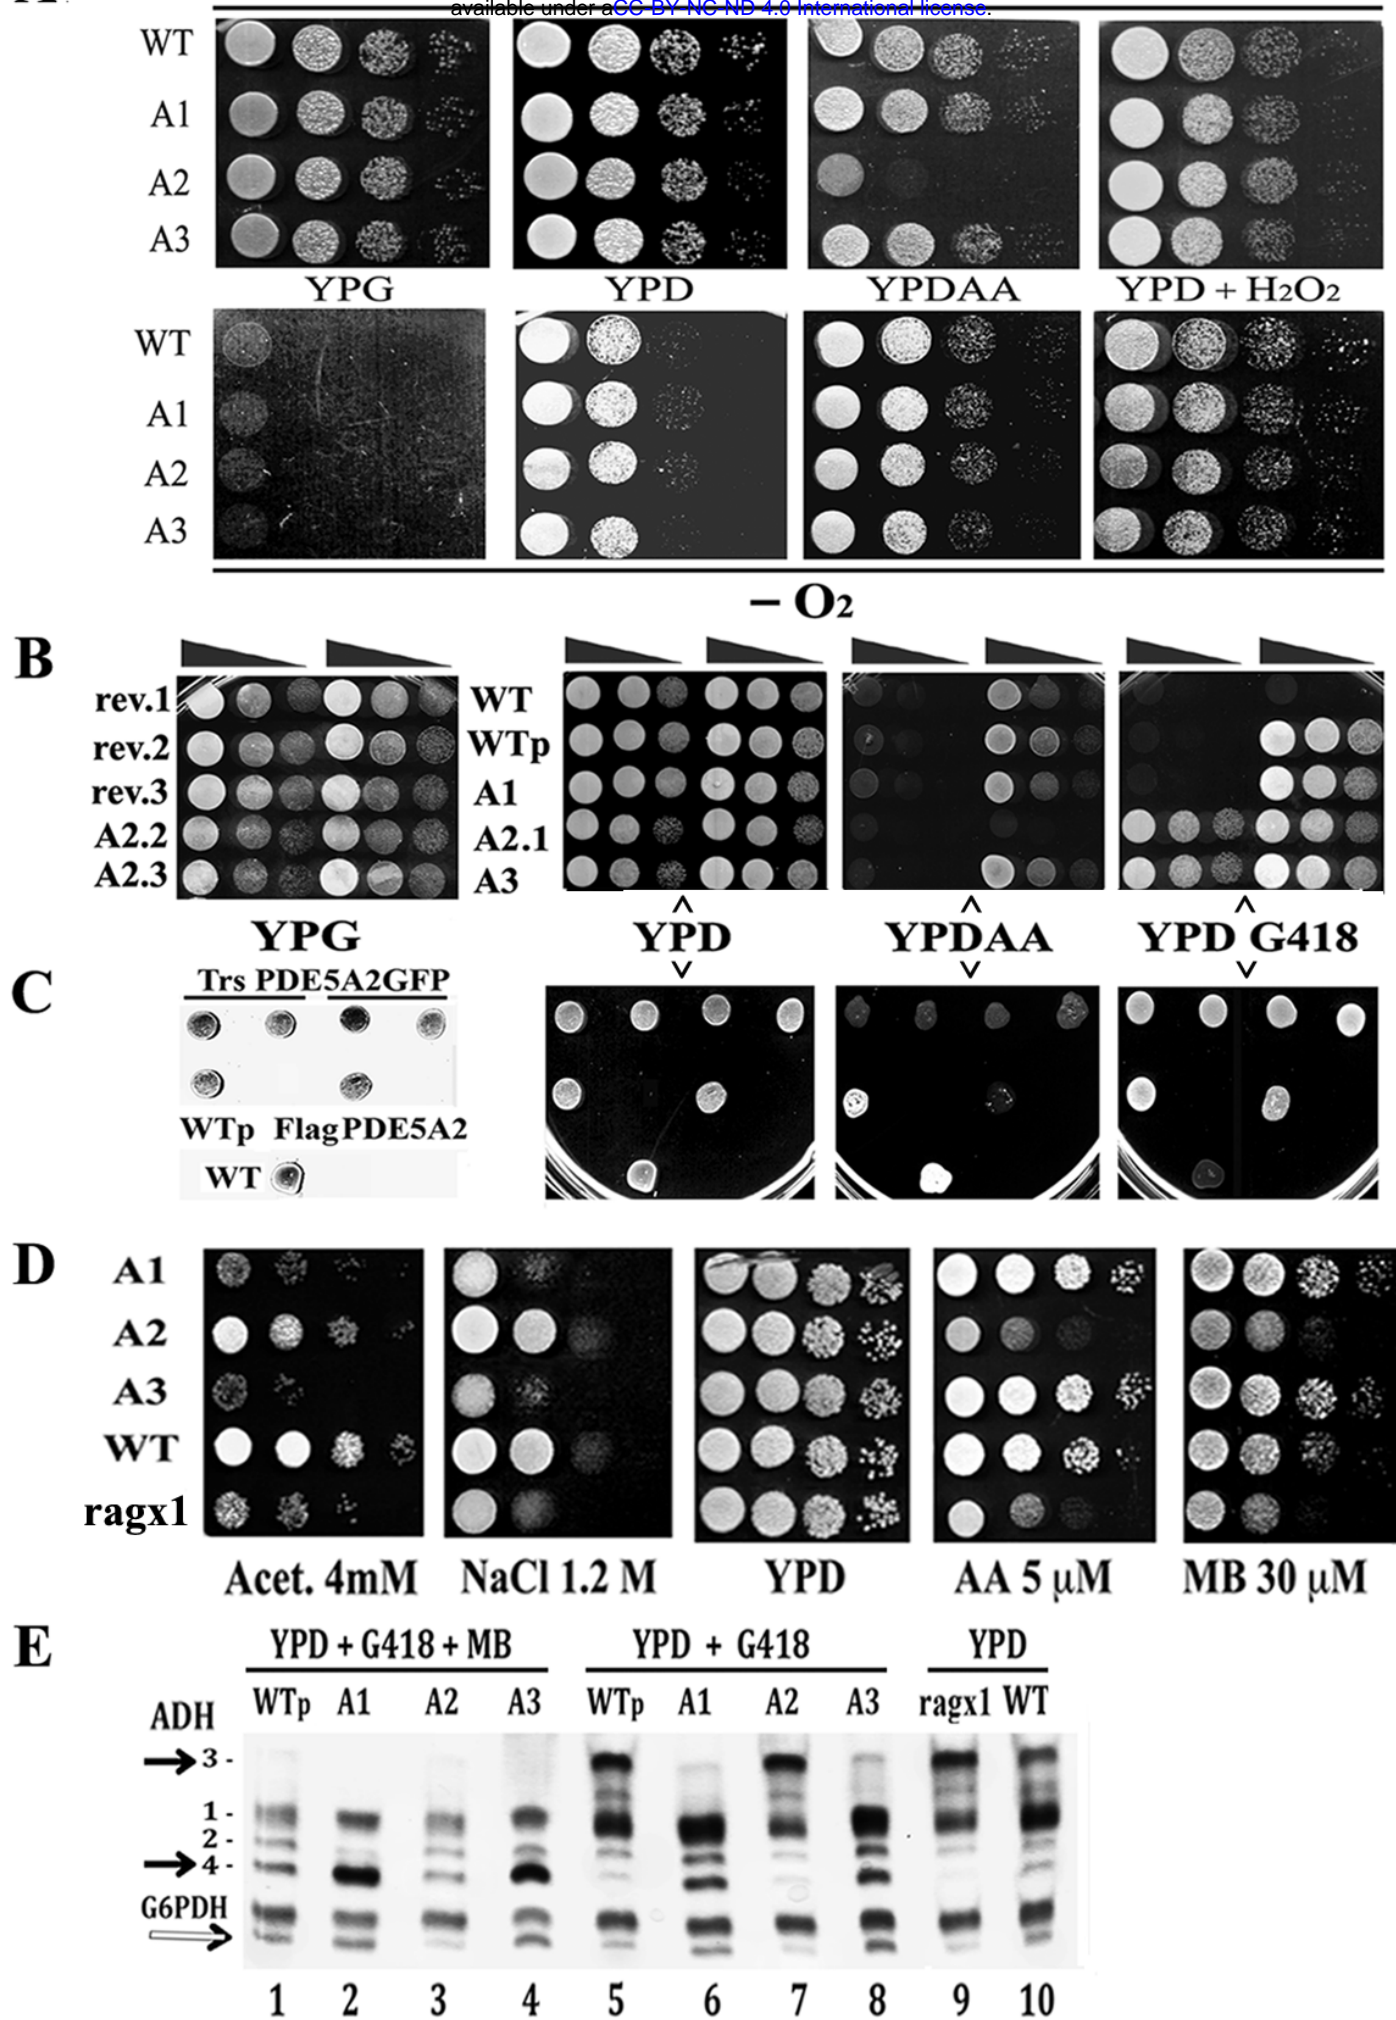 available under aCC-BY-NC-ND 4.0 International license.
WT
A1
A2
A3
YPG YPD YPDAA YPD + H2O2
WT
A1
A2
A3
– O2
B
rev.1 WT
rev.2 WTp
rev.3 A1
A2.2 A2.1
A2.3 A3
^ ^ ^
YPG YPD YPDAA YPD G418
v v v
C
Trs PDE5A2GFP
WTp Flag PDE5A2
WT
D
A1
A2
A3
WT
ragx1
Acet. 4mM NaCl 1.2 M YPD AA 5 µM MB 30 µM
E
YPD + G418 + MB YPD + G418 YPD
ADH WTp A1 A2 A3 WTp A1 A2 A3 ragx1 WT
3 -
1 -
2 -
4 -
G6PDH
1 2 3 4 5 6 7 8 9 10